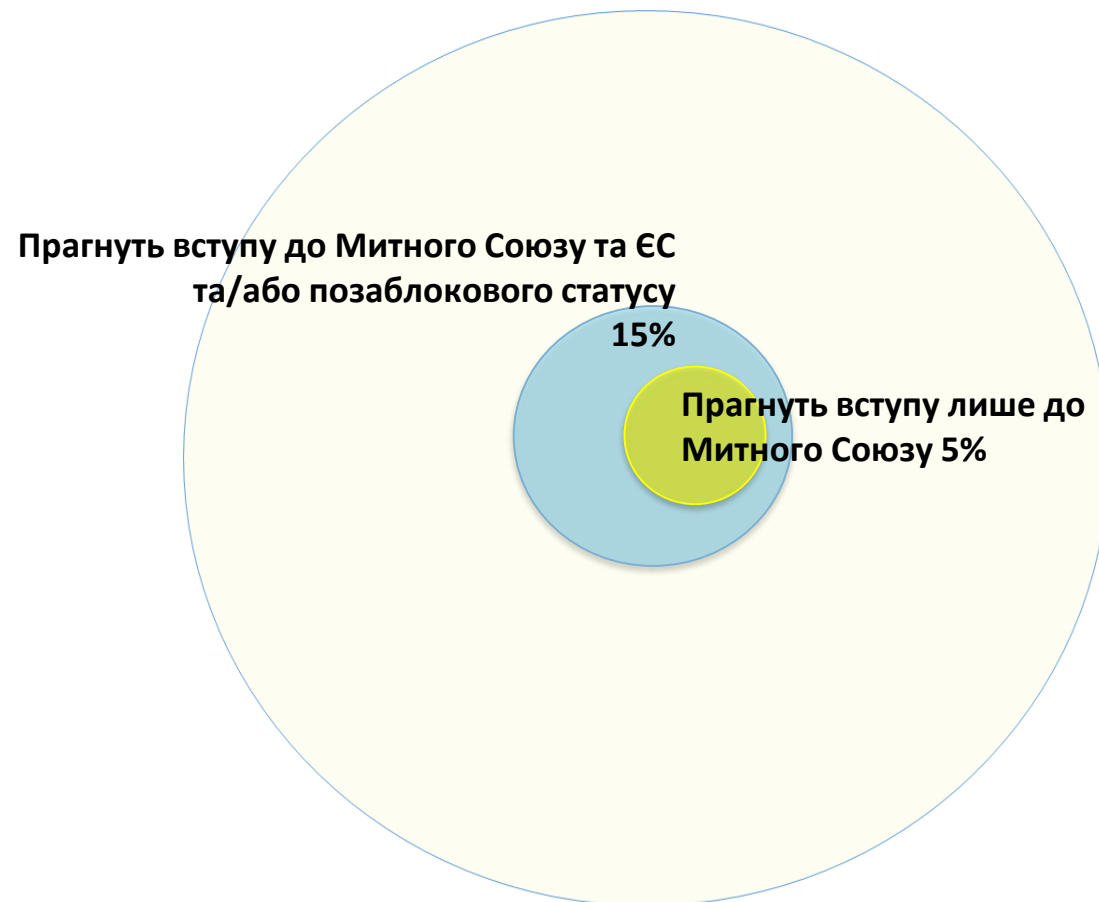 Прагнуть вступу до Митного Союзу та ЄС
та/або позаблокового статусу
15%
Прагнуть вступу лише до
Митного Союзу 5%